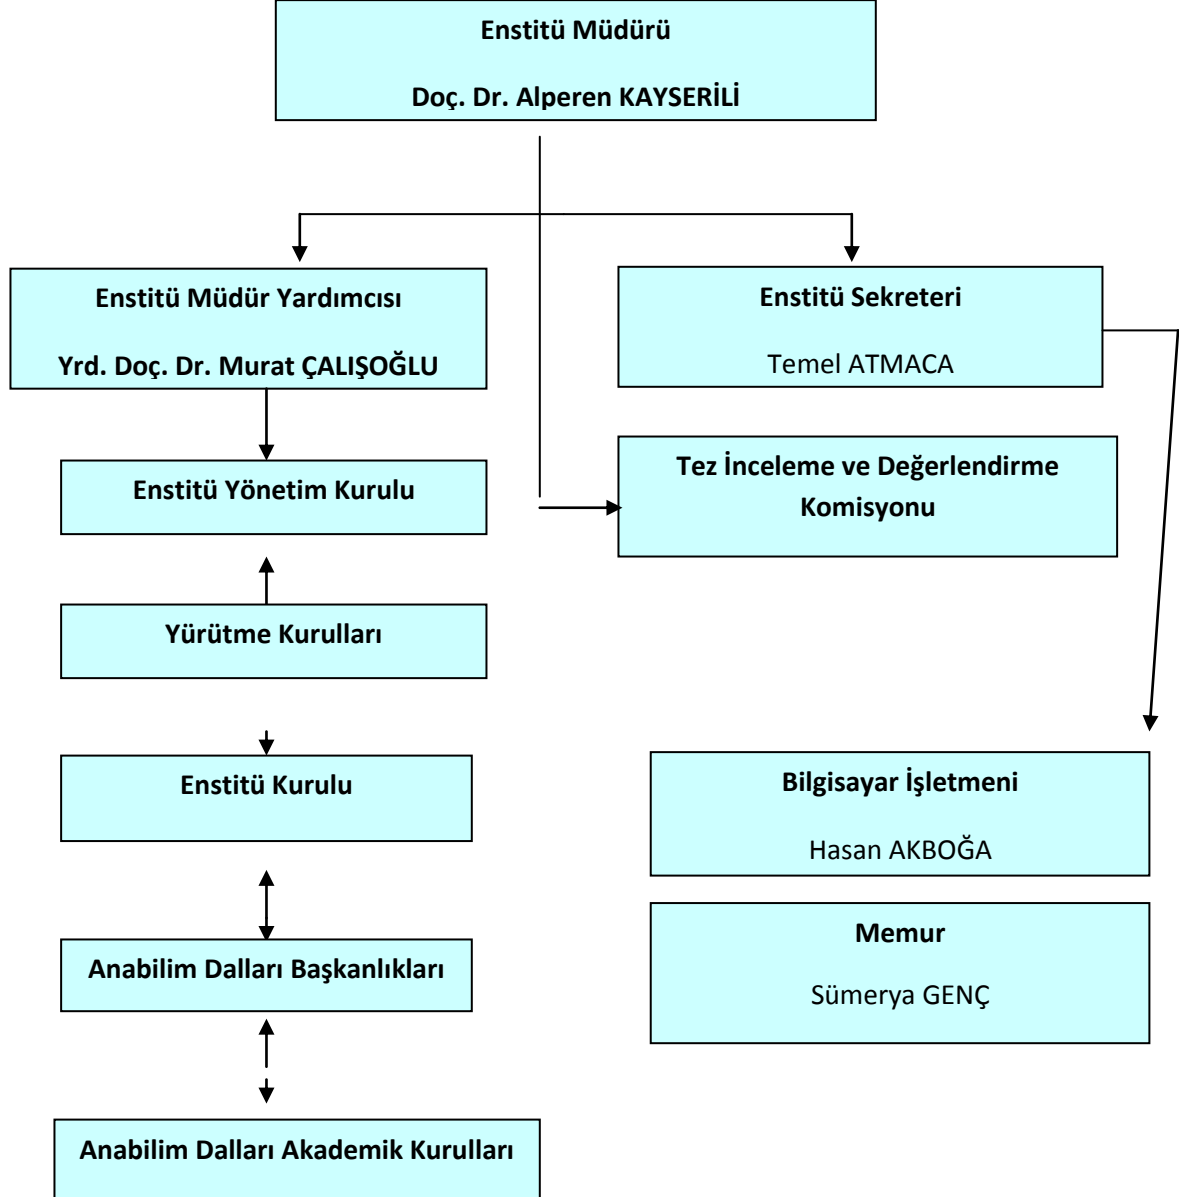 Enstitü Müdürü
Doç. Dr. Alperen KAYSERİLİ
Enstitü Müdür Yardımcısı
Yrd. Doç. Dr. Murat ÇALIŞOĞLU
Enstitü Sekreteri
Temel ATMACA
Enstitü Yönetim Kurulu
Tez İnceleme ve Değerlendirme
Komisyonu
Yürütme Kurulları
Enstitü Kurulu
Bilgisayar İşletmeni
Hasan AKBOĞA
Anabilim Dalları Başkanlıkları
Memur
Sümerya GENÇ
Anabilim Dalları Akademik Kurulları